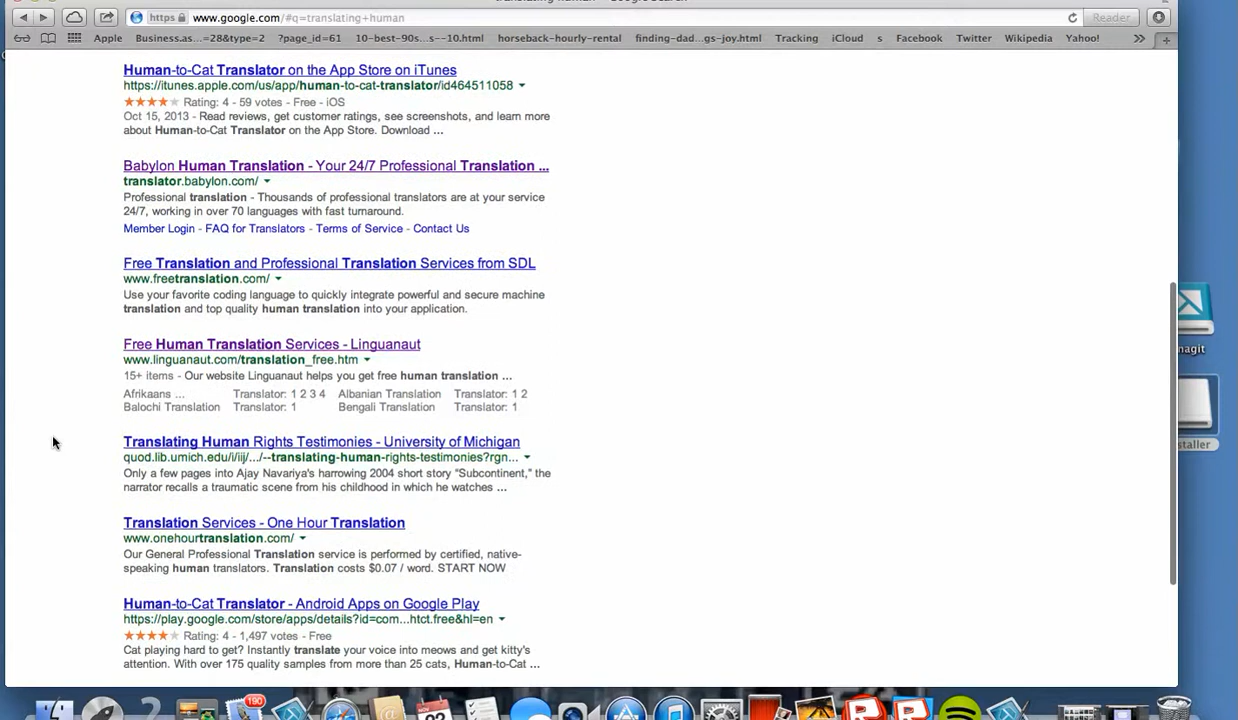 translating human - Google Search
https www.google.com/#q=translating+human Reader
Apple Business.as...=28&type=2 ?page_id=61 10-best-90s...s--10.html horseback-hourly-rental finding-dad...gs-joy.html Tracking iCloud s Facebook Twitter Wikipedia Yahoo! >> +
Human-to-Cat Translator on the App Store on iTunes
https://itunes.apple.com/us/app/human-to-cat-translator/id464511058
Rating: 4 - 59 votes - Free - iOS
Oct 15, 2013 - Read reviews, get customer ratings, see screenshots, and learn more
about Human-to-Cat Translator on the App Store. Download ...
Babylon Human Translation - Your 24/7 Professional Translation ...
translator.babylon.com/
Professional translation - Thousands of professional translators are at your service
24/7, working in over 70 languages with fast turnaround.
Member Login - FAQ for Translators - Terms of Service - Contact Us
Free Translation and Professional Translation Services from SDL
www.freetranslation.com/
Use your favorite coding language to quickly integrate powerful and secure machine
translation and top quality human translation into your application.
Free Human Translation Services - Linguanaut
www.linguanaut.com/translation_free.htm
15+ items - Our website Linguanaut helps you get free human translation ...
Afrikaans ... Translator: 1 2 3 4 Albanian Translation Translator: 1 2
Balochi Translation Translator: 1 Bengali Translation Translator: 1
Translating Human Rights Testimonies - University of Michigan
quod.lib.umich.edu/i/iij/.../--translating-human-rights-testimonies?rgn...
Only a few pages into Ajay Navariya's harrowing 2004 short story "Subcontinent," the
narrator recalls a traumatic scene from his childhood in which he watches ...
Translation Services - One Hour Translation
www.onehourtranslation.com/
Our General Professional Translation service is performed by certified, native-
speaking human translators. Translation costs $0.07 / word. START NOW
Human-to-Cat Translator - Android Apps on Google Play
https://play.google.com/store/apps/details?id=com...htct.free&hl=en
Rating: 4 - 1,497 votes - Free
Cat playing hard to get? Instantly translate your voice into meows and get kitty's
attention. With over 175 quality samples from more than 25 cats, Human-to-Cat ...
nagit
staller
190
NOV